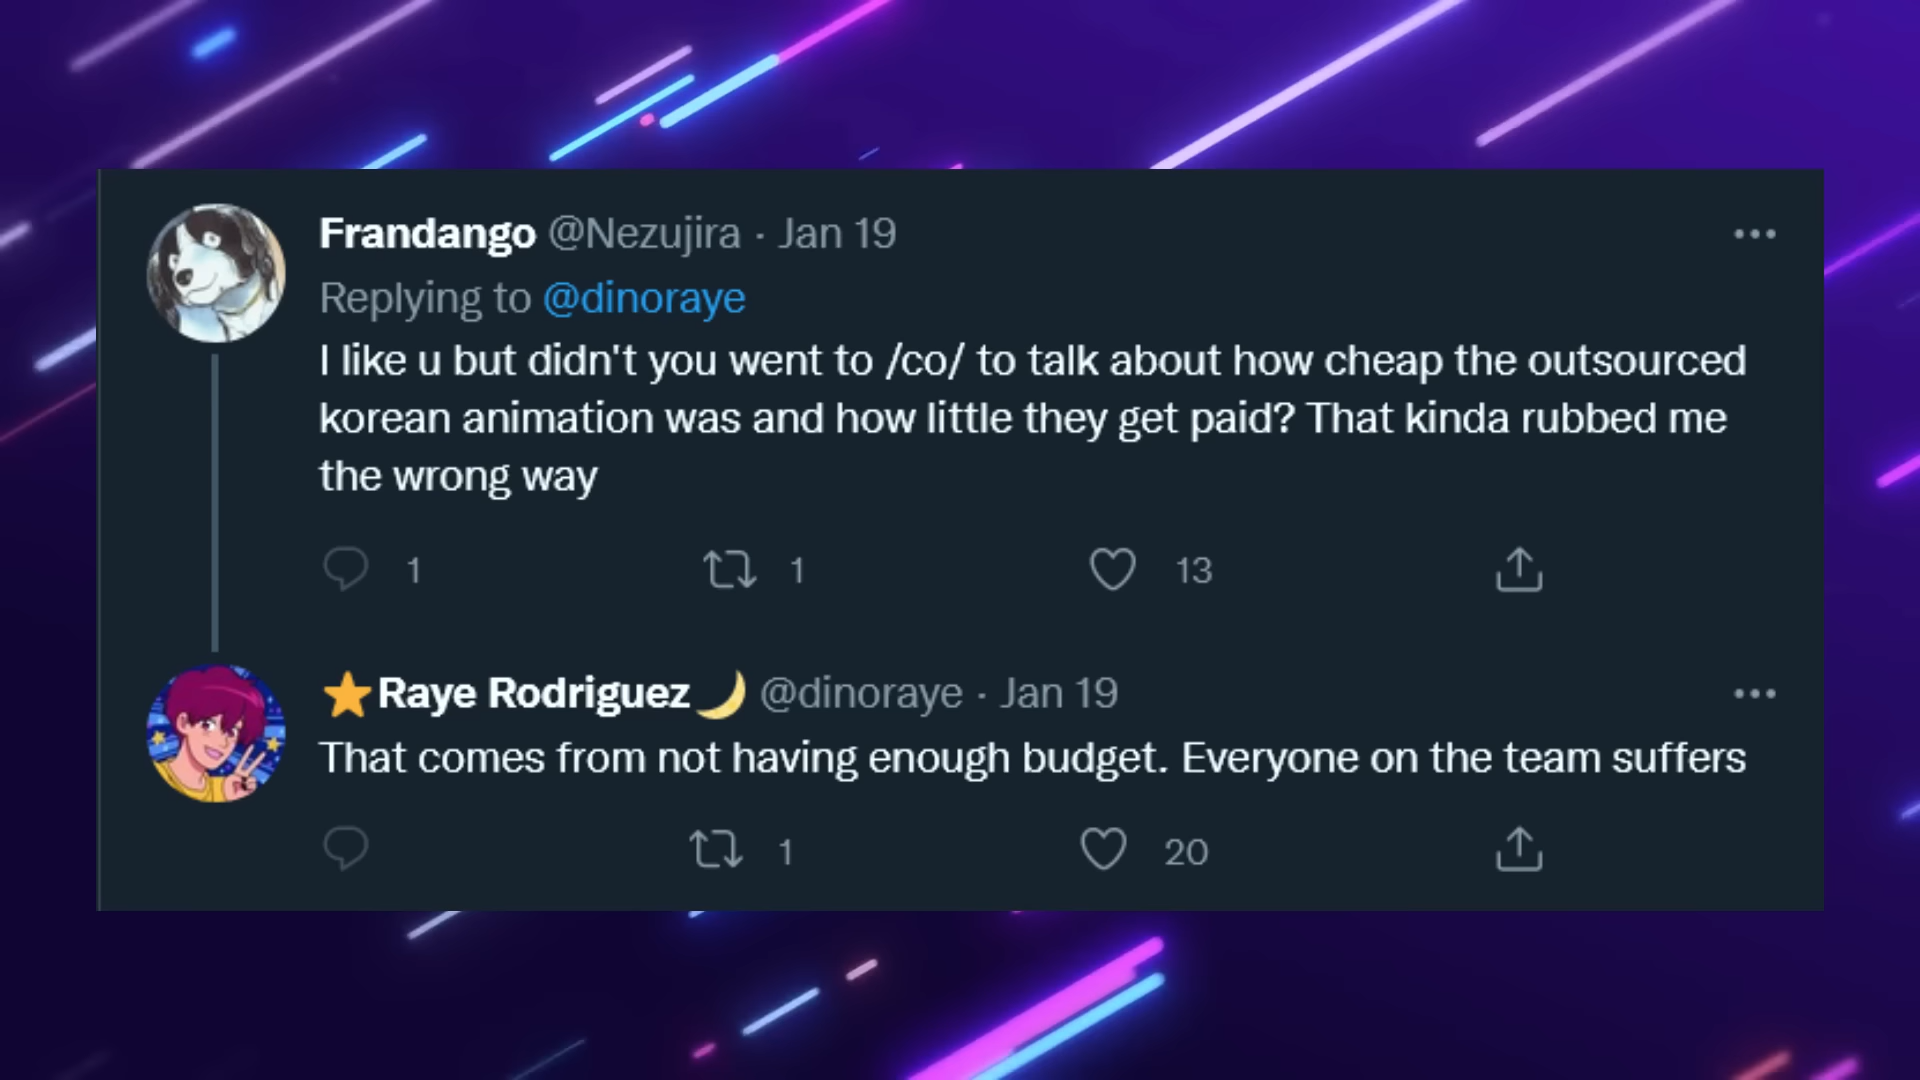 Frandango @Nezujira · Jan 19
Replying to @dinoraye
I like u but didn't you went to /co/ to talk about how cheap the outsourced
korean animation was and how little they get paid? That kinda rubbed me
the wrong way
1 1 13
⭐Raye Rodriguez🌙 @dinoraye · Jan 19
That comes from not having enough budget. Everyone on the team suffers
1 20